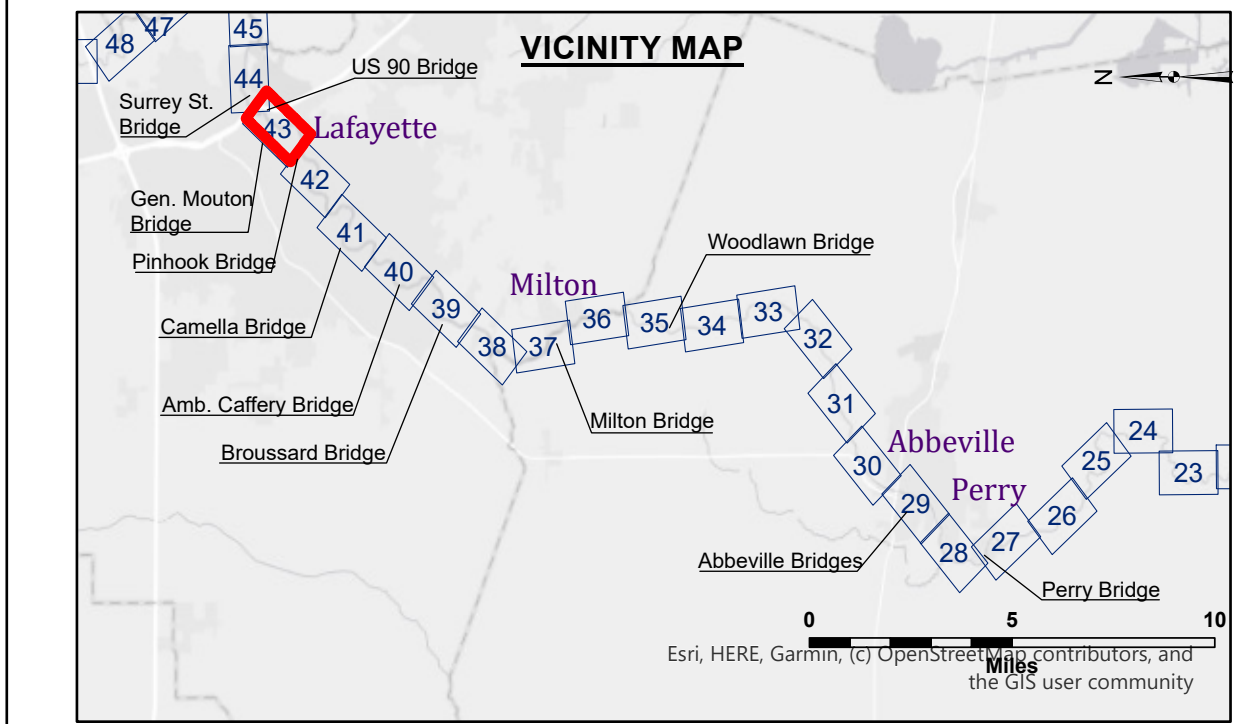 VICINITY MAP
47
45
48
US 90 Bridge
44
N
Surrey St.
Bridge
43
Lafayette
42
Gen. Mouton
Bridge
41
Pinhook Bridge
Woodlawn Bridge
40
Milton
39
36
35
34
33
Camella Bridge
38
37
32
Amb. Caffery Bridge
31
Milton Bridge
24
Broussard Bridge
Abbeville
30
25
23
Perry
29
26
28
27
Abbeville Bridges
Perry Bridge
0
5
10
Miles
Esri, HERE, Garmin, (c) OpenStreetMap contributors, and
the GIS user community